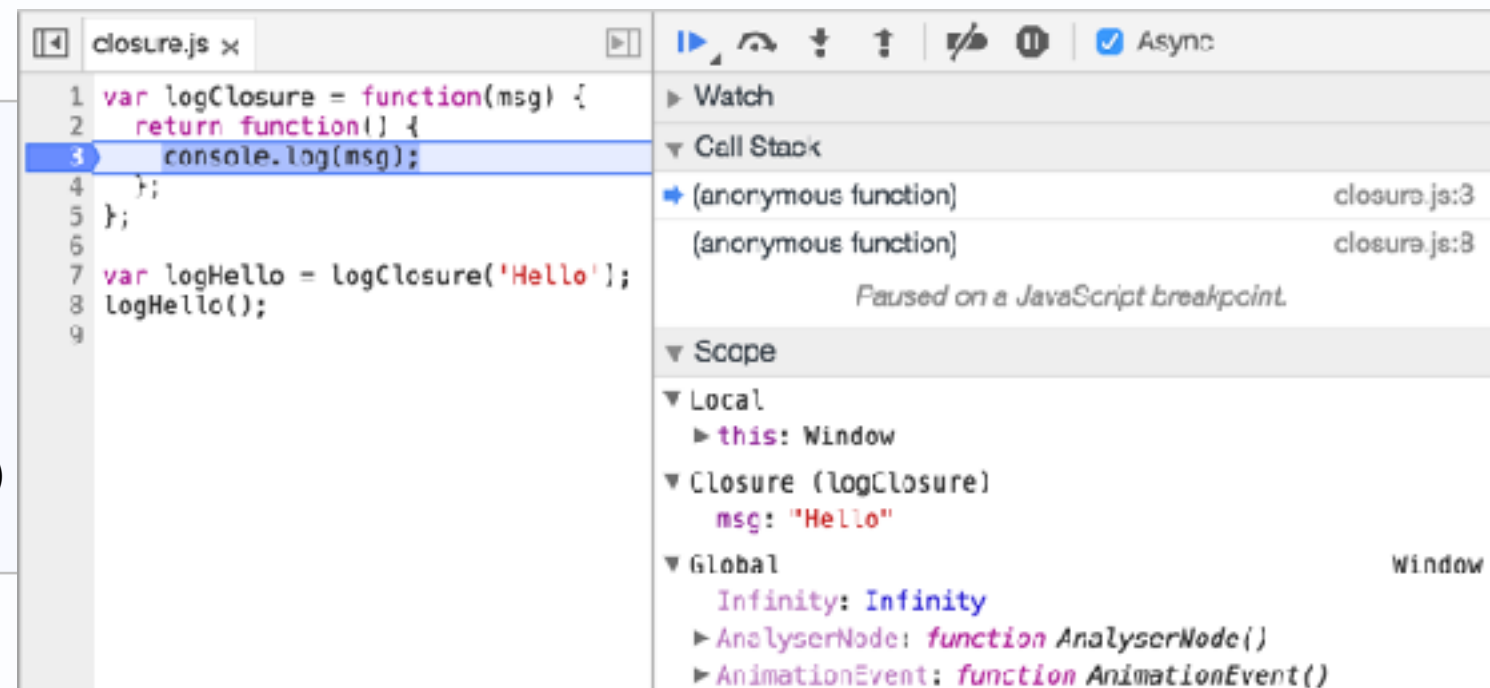 closure.js ×
1 var logClosure = function(msg) {
2 return function() {
3 console.log(msg);
4 };
5 };
6
7 var logHello = logClosure('Hello');
8 logHello();
9
)
Async
Watch
Call Stack
(anonymous function) closure.js:3
(anonymous function) closure.js:8
Paused on a JavaScript breakpoint.
Scope
Local
this: Window
Closure (logClosure)
msg: "Hello"
Global Window
Infinity: Infinity
AnalyserNode: function AnalyserNode()
AnimationEvent: function AnimationEvent()